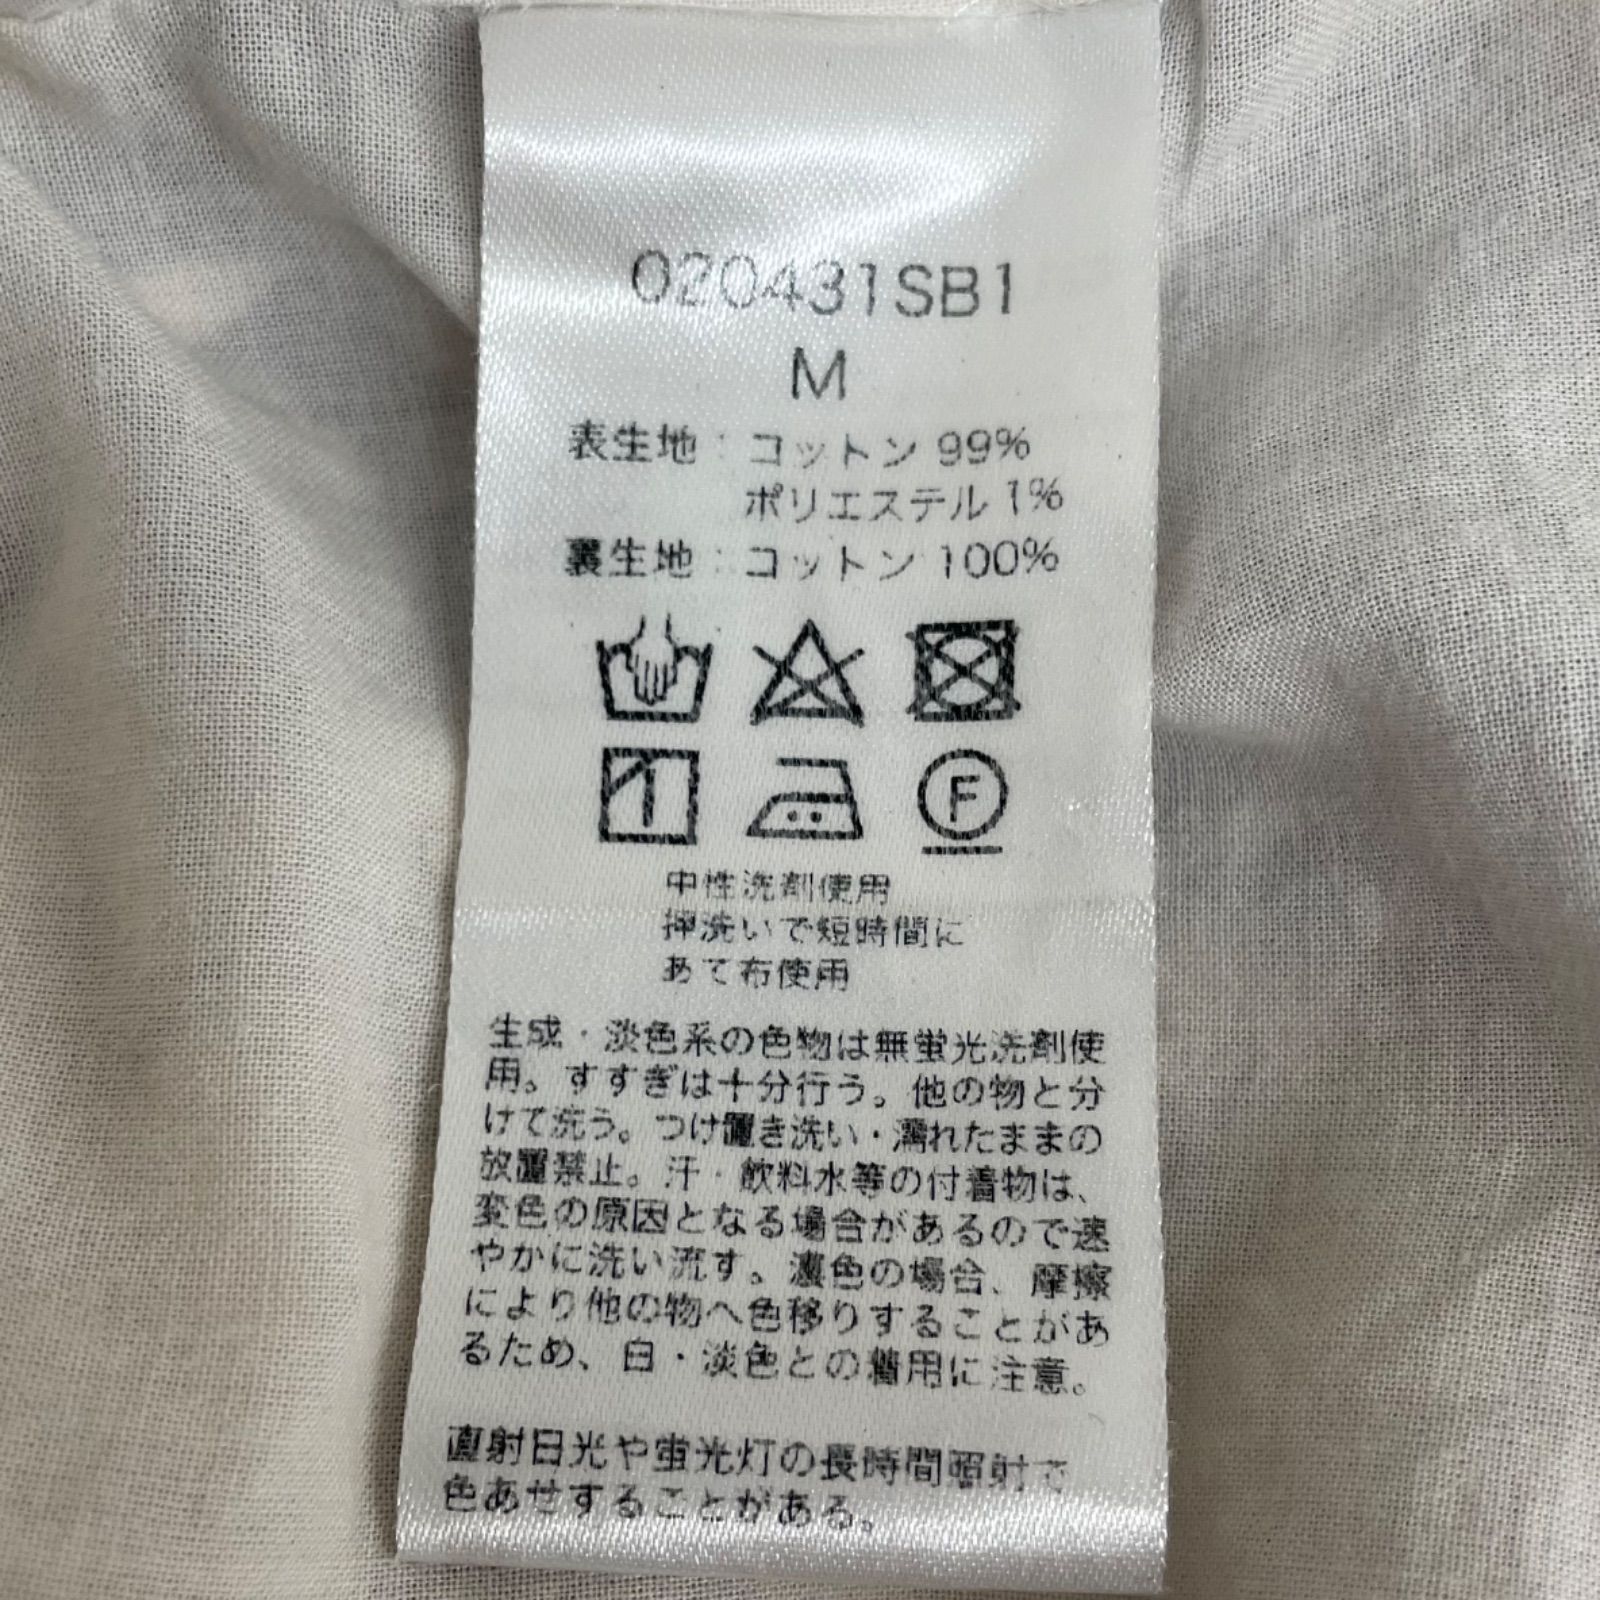 020431SB1
M
表生地：コットン 99%
ポリエステル 1%
裏生地：コットン 100%
F
中性洗剤使用
押洗いで短時間に
あて布使用
生成・淡色系の色物は無蛍光洗剤使
用。すすぎは十分行う。他の物と分
けて洗う。つけ置き洗い・濡れたままの
放置禁止。汗・飲料水等の付着物は、
変色の原因となる場合があるので速
やかに洗い流す。濃色の場合、摩擦
により他の物へ色移りすることがあ
るため、白・淡色との着用に注意。
直射日光や蛍光灯の長時間照射で
色あせすることがある。